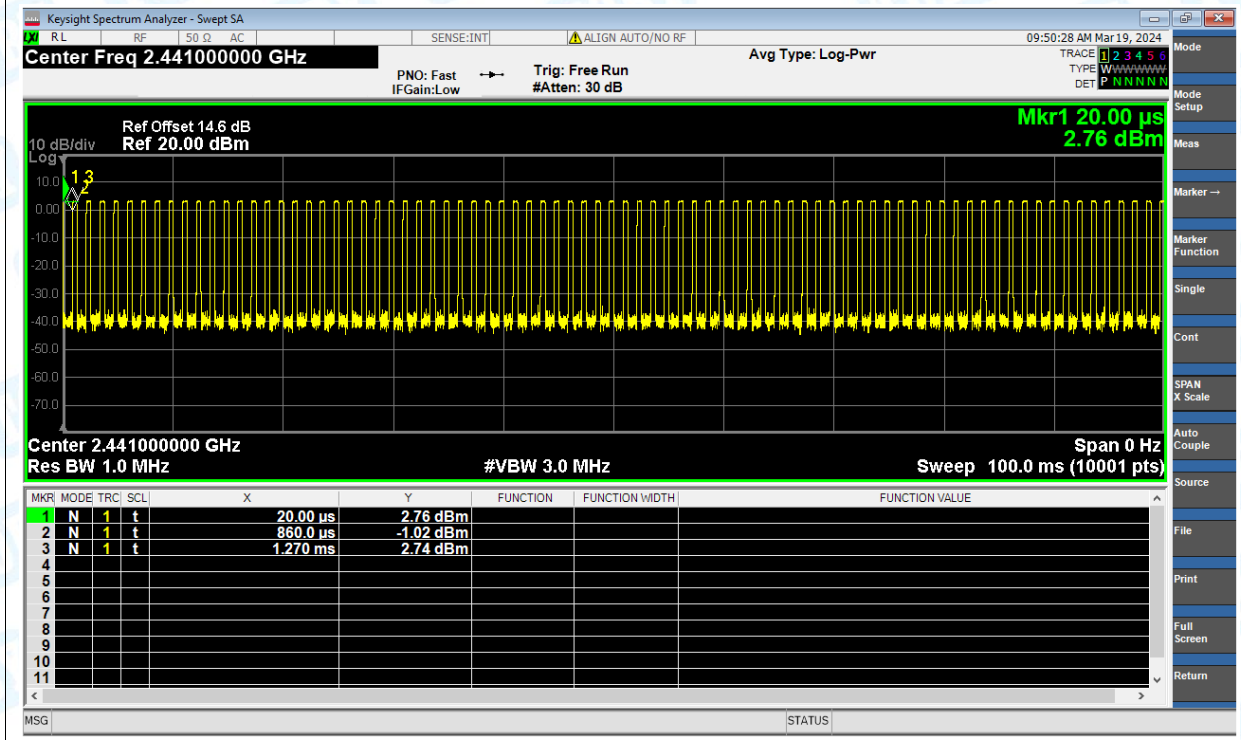 Keysight Spectrum Analyzer - Swept SA
LXI RL RF 50 Ω AC SENSE:INT ALIGN AUTO/NO RF 09:50:28 AM Mar 19, 2024
Center Freq 2.441000000 GHz
PNO: Fast
IFGain:Low
Trig: Free Run
#Atten: 30 dB
Avg Type: Log-Pwr
TRACE 1 2 3 4 5 6
TYPE WWWWWW
DET P N N N N N
Mkr1 20.00 µs
2.76 dBm
Ref Offset 14.6 dB
10 dB/div Ref 20.00 dBm
Log
10.0
0.00
-10.0
-20.0
-30.0
-40.0
-50.0
-60.0
-70.0
1
2
3
Center 2.441000000 GHz Span 0 Hz
Res BW 1.0 MHz #VBW 3.0 MHz Sweep 100.0 ms (10001 pts)
MKR MODE TRC SCL X Y FUNCTION FUNCTION WIDTH FUNCTION VALUE
1 N 1 t 20.00 µs 2.76 dBm
2 N 1 t 860.0 µs -1.02 dBm
3 N 1 t 1.270 ms 2.74 dBm
4
5
6
7
8
9
10
11
MSG STATUS
Mode
Mode
Setup
Meas
Marker →
Marker
Function
Single
Cont
SPAN
X Scale
Auto
Couple
Source
File
Print
Full
Screen
Return